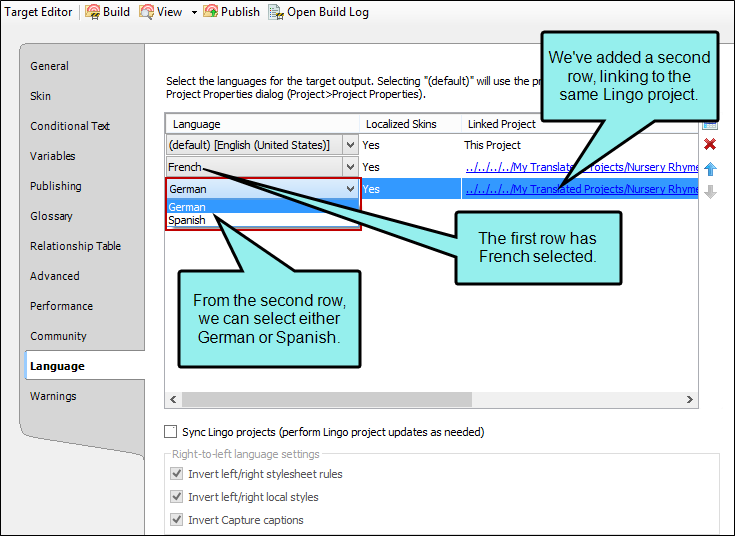 Target Editor Build View Publish Open Build Log
General
Skin
Conditional Text
Variables
Publishing
Glossary
Relationship Table
Advanced
Performance
Community
Language
Warnings
Select the languages for the target output. Selecting "(default)" will use the
Project Properties dialog (Project>Project Properties).
Language Localized Skins Linked Project
(default) [English (United States)] Yes This Project
French Yes ../../../../My Translated Projects/Nursery Rhyme
German Yes ../../../../My Translated Projects/Nursery Rhyme
German
Spanish
We've added a second
row, linking to the
same Lingo project.
The first row has
French selected.
From the second row,
we can select either
German or Spanish.
Sync Lingo projects (perform Lingo project updates as needed)
Right-to-left language settings
Invert left/right stylesheet rules
Invert left/right local styles
Invert Capture captions